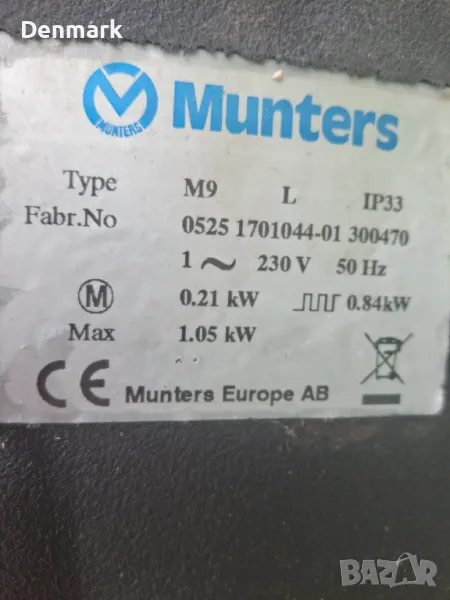 Denmark
MUNTERS
Munters
Type M9 L IP33
Fabr.No 0525 1701044-01 300470
1 ~ 230 V 50 Hz
M 0.21 kW 0.84kW
Max 1.05 kW
CE Munters Europe AB
BAZAR